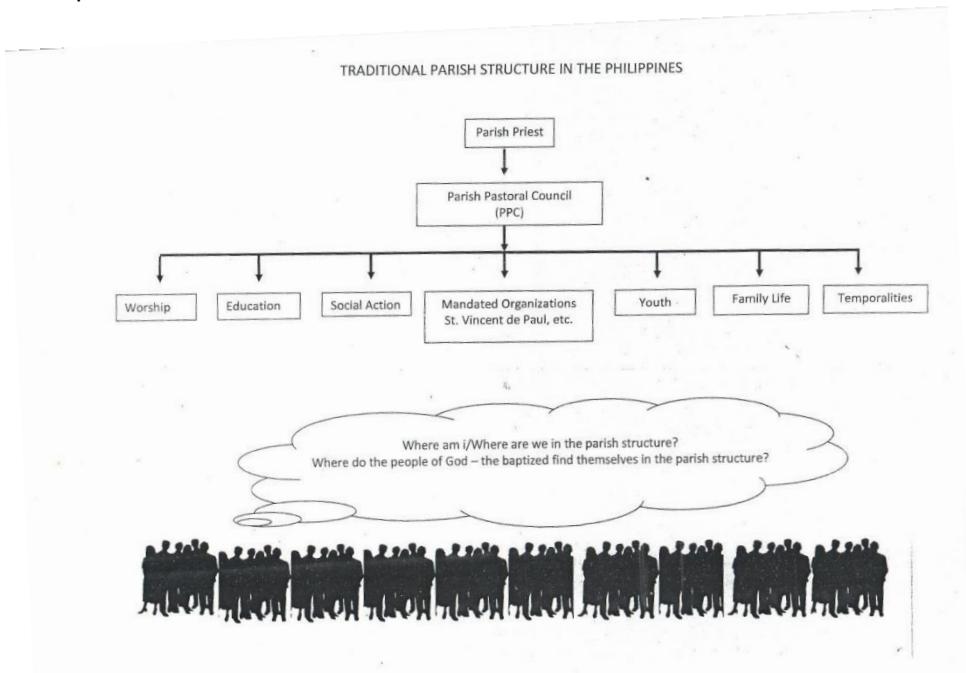 TRADITIONAL PARISH STRUCTURE IN THE PHILIPPINES
Parish Priest
Parish Pastoral Council
(PPC)
Worship
Education
Social Action
Mandated Organizations
St. Vincent de Paul, etc.
Youth
Family Life
Temporalities
Where am i/Where are we in the parish structure?
Where do the people of God – the baptized find themselves in the parish structure?